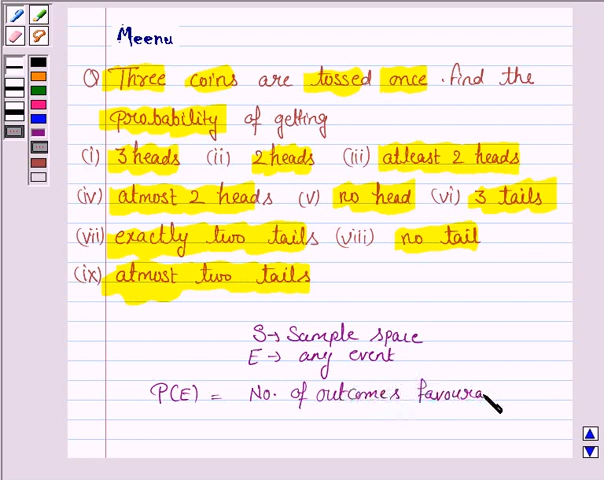 Meenu
Q Three coins are tossed once. find the
probability of getting
(i) 3 heads (ii) 2 heads (iii) atleast 2 heads
(iv) atmost 2 heads (v) no head (vi) 3 tails
(vii) exactly two tails (viii) no tail
(ix) atmost two tails
S→ Sample space
E→ any event
P(E) = No. of outcomes favoura